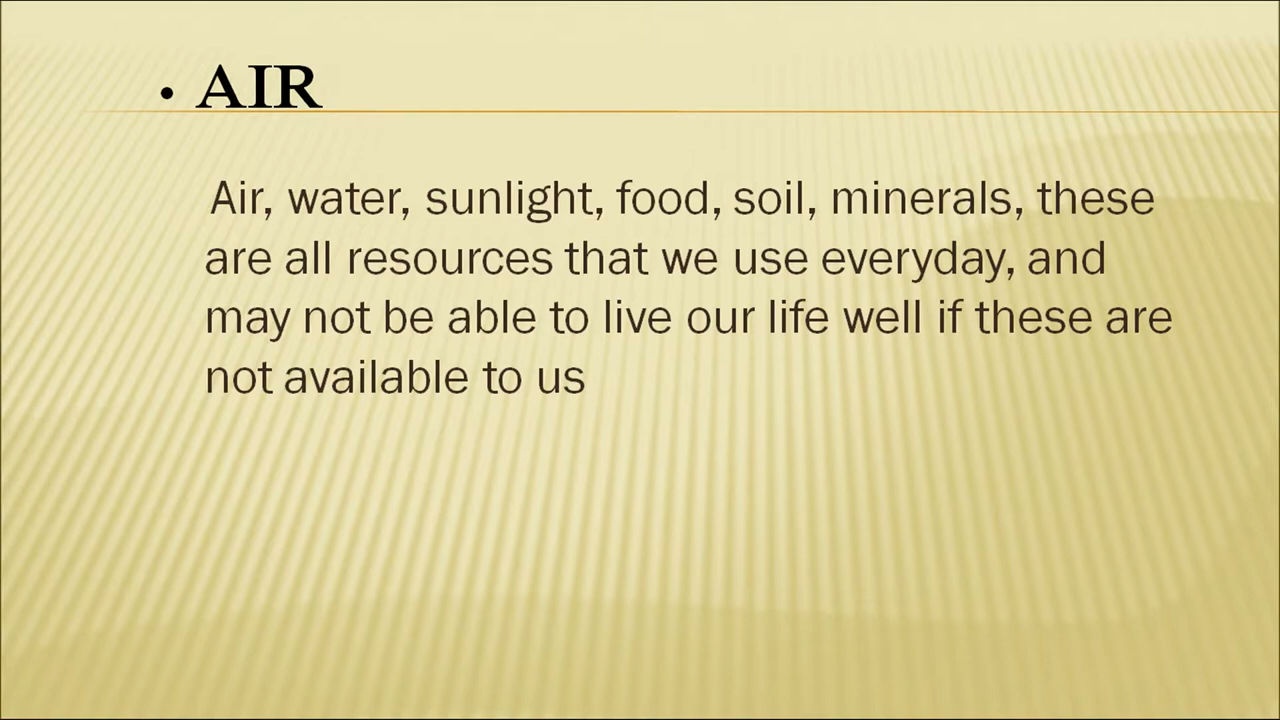 • AIR
Air, water, sunlight, food, soil, minerals, these
are all resources that we use everyday, and
may not be able to live our life well if these are
not available to us